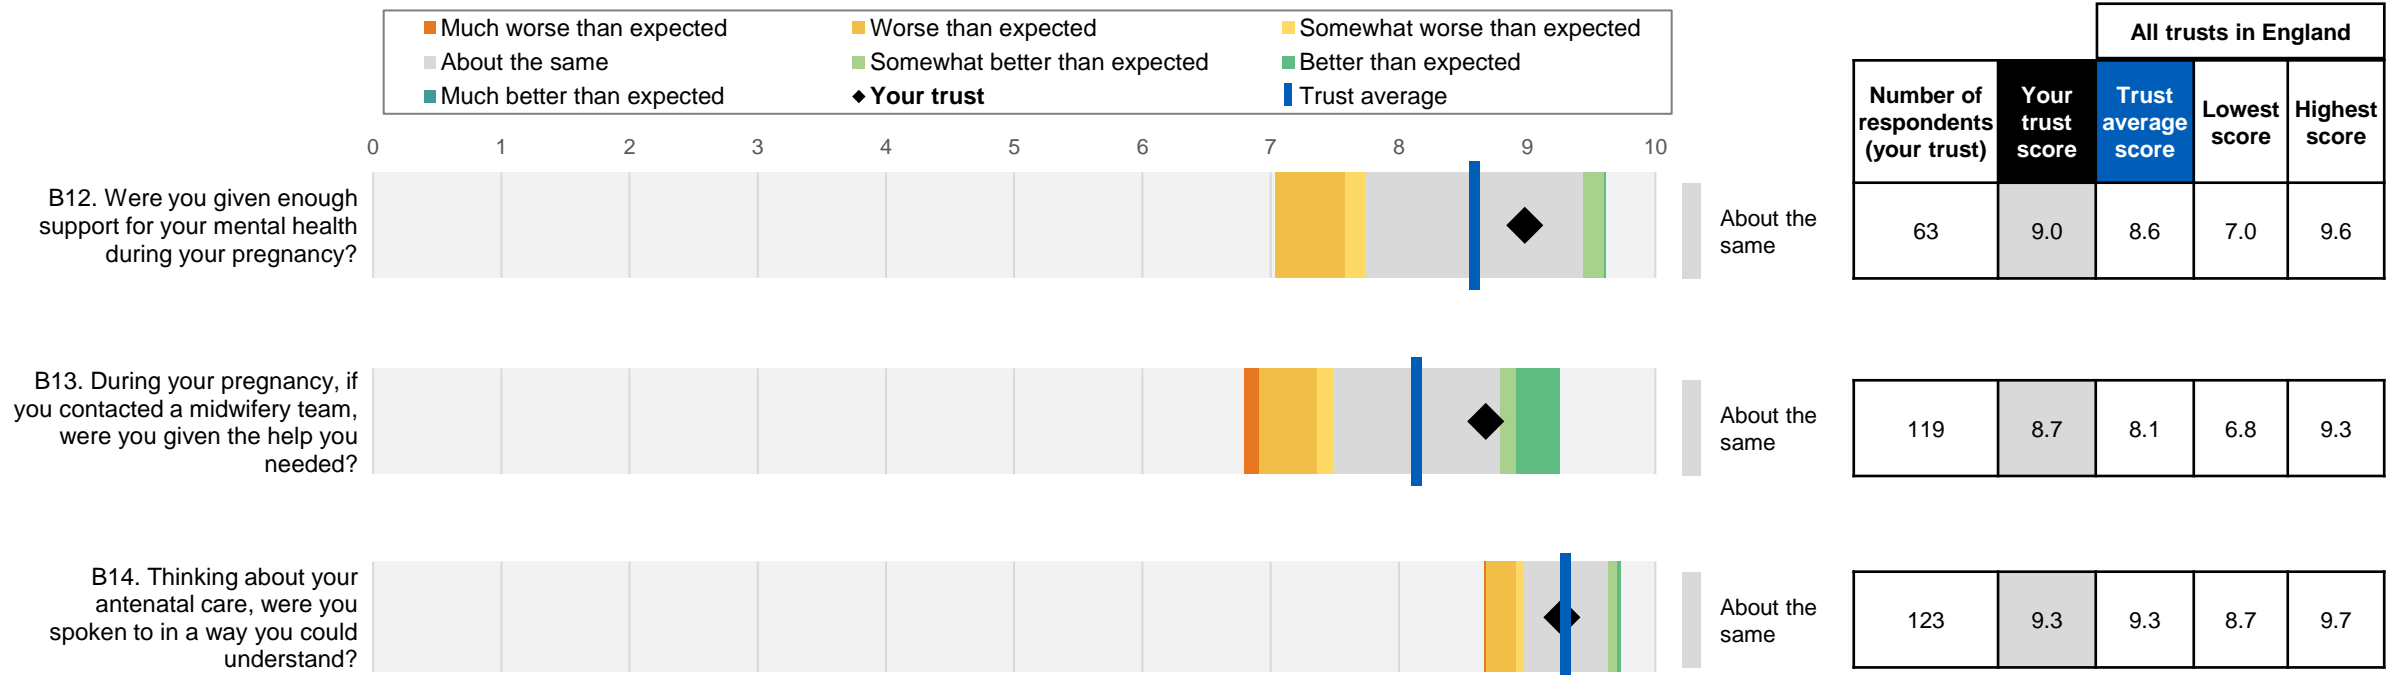 Much worse than expected
Worse than expected
Somewhat worse than expected
About the same
Somewhat better than expected
Better than expected
Much better than expected
Your trust
Trust average
All trusts in England
Number of
respondents
(your trust)
Your
trust
score
Trust
average
score
Lowest
score
Highest
score
0 1 2 3 4 5 6 7 8 9 10
B12. Were you given enough
support for your mental health
during your pregnancy?
About the
same
63 9.0 8.6 7.0 9.6
B13. During your pregnancy, if
you contacted a midwifery team,
were you given the help you
needed?
About the
same
119 8.7 8.1 6.8 9.3
B14. Thinking about your
antenatal care, were you
spoken to in a way you could
understand?
About the
same
123 9.3 9.3 8.7 9.7